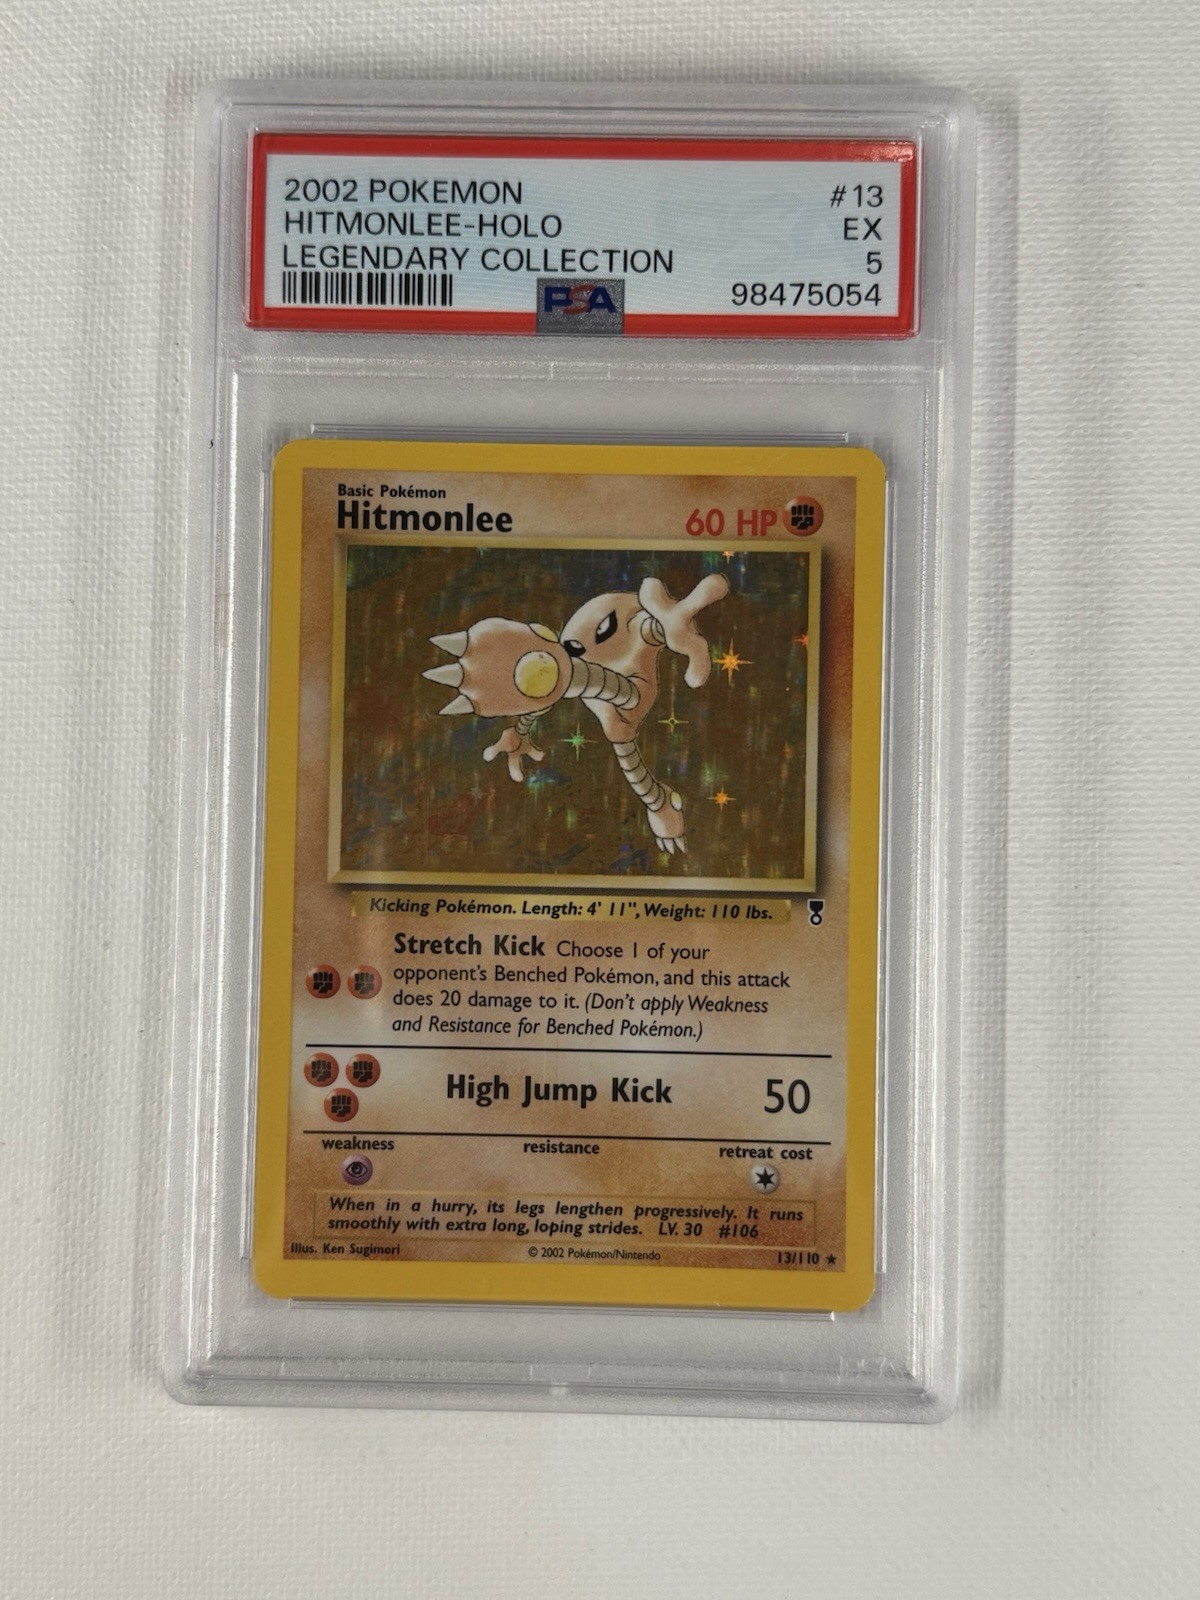 2002 POKEMON #13
HITMONLEE-HOLO EX
LEGENDARY COLLECTION 5
PSA 98475054
Basic Pokémon
Hitmonlee 60 HP
Kicking Pokémon. Length: 4' 11", Weight: 110 lbs.
Stretch Kick Choose 1 of your
opponent's Benched Pokémon, and this attack
does 20 damage to it. (Don't apply Weakness
and Resistance for Benched Pokémon.)
High Jump Kick 50
weakness resistance retreat cost
When in a hurry, its legs lengthen progressively. It runs
smoothly with extra long, loping strides. LV. 30 #106
Illus. Ken Sugimori © 2002 Pokémon/Nintendo 13/110 ★